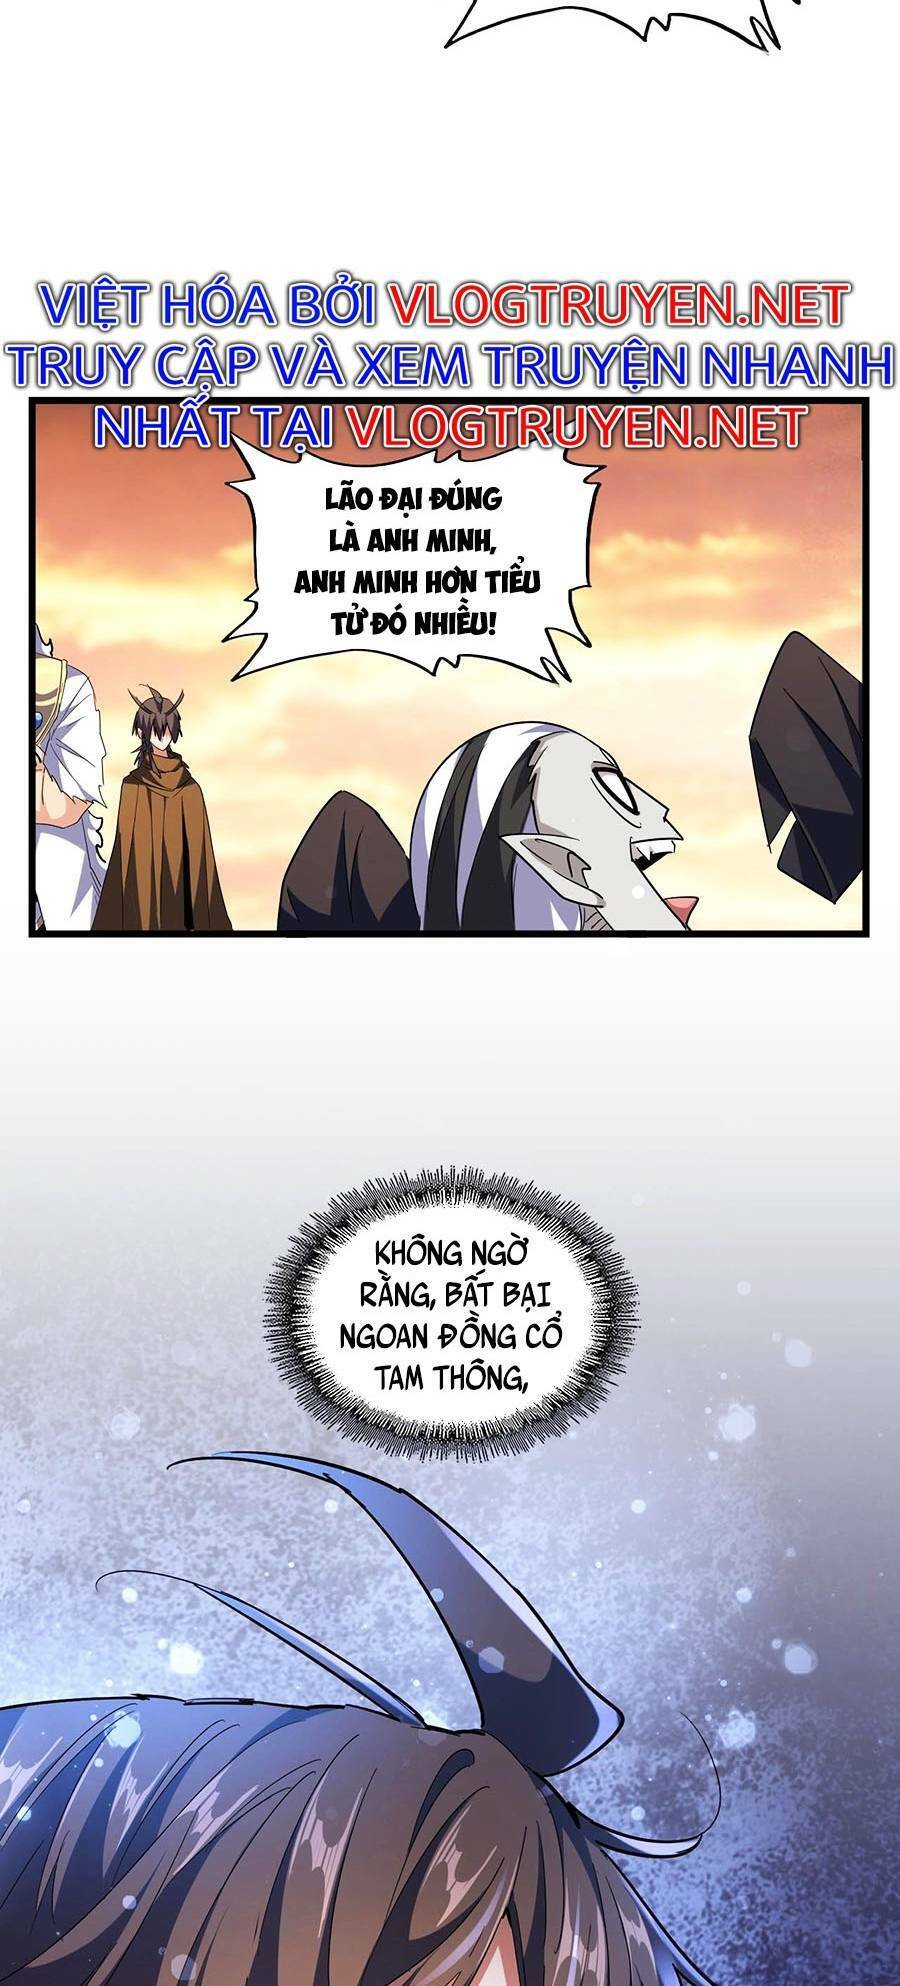 VIỆT HÓA BỞI VLOGTRUYEN.NET
TRUY CẬP VÀ XEM TRUYỆN NHANH
NHẤT TẠI VLOGTRUYEN.NET
LÃO ĐẠI ĐÚNG
LÀ ANH MINH,
ANH MINH HƠN TIỂU
TỬ ĐÓ NHIỀU!
KHÔNG NGỜ
RẰNG, BẤT BẠI
NGOAN ĐỒNG CỔ
TAM THÔNG,